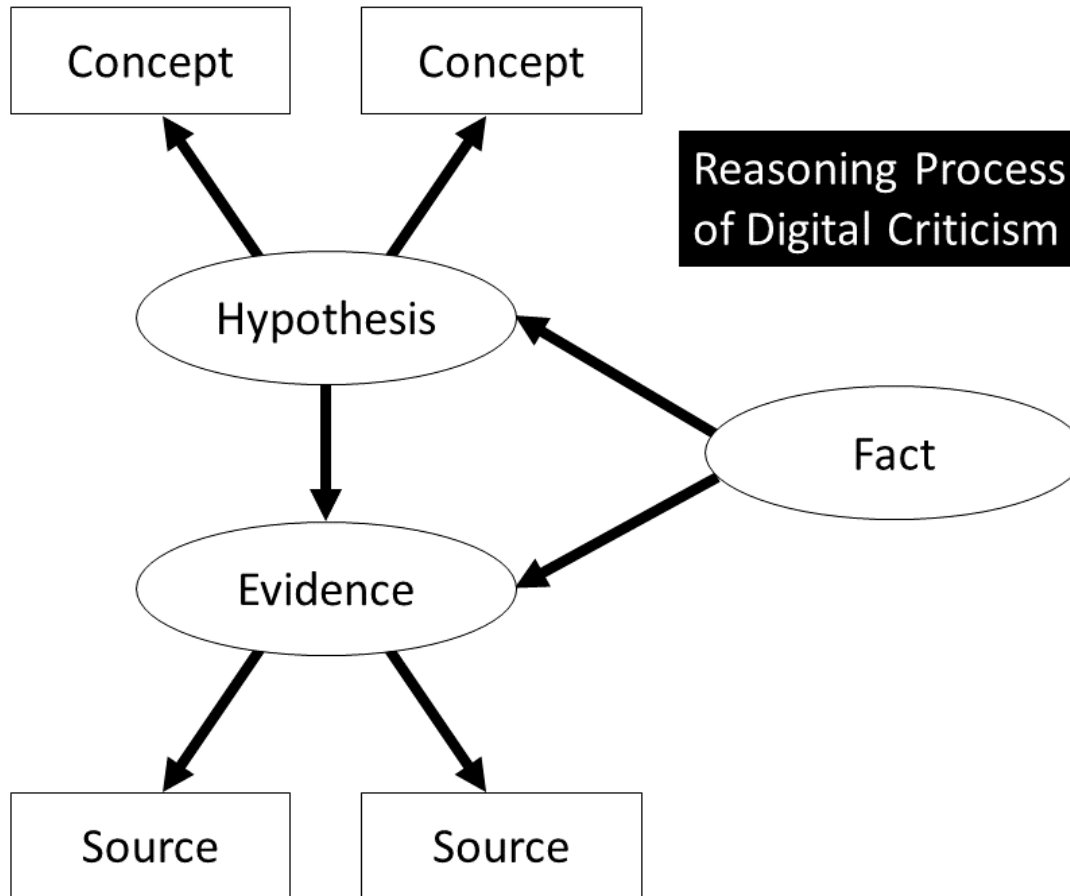 Concept
Concept
Reasoning Process
of Digital Criticism
Hypothesis
Fact
Evidence
Source
Source